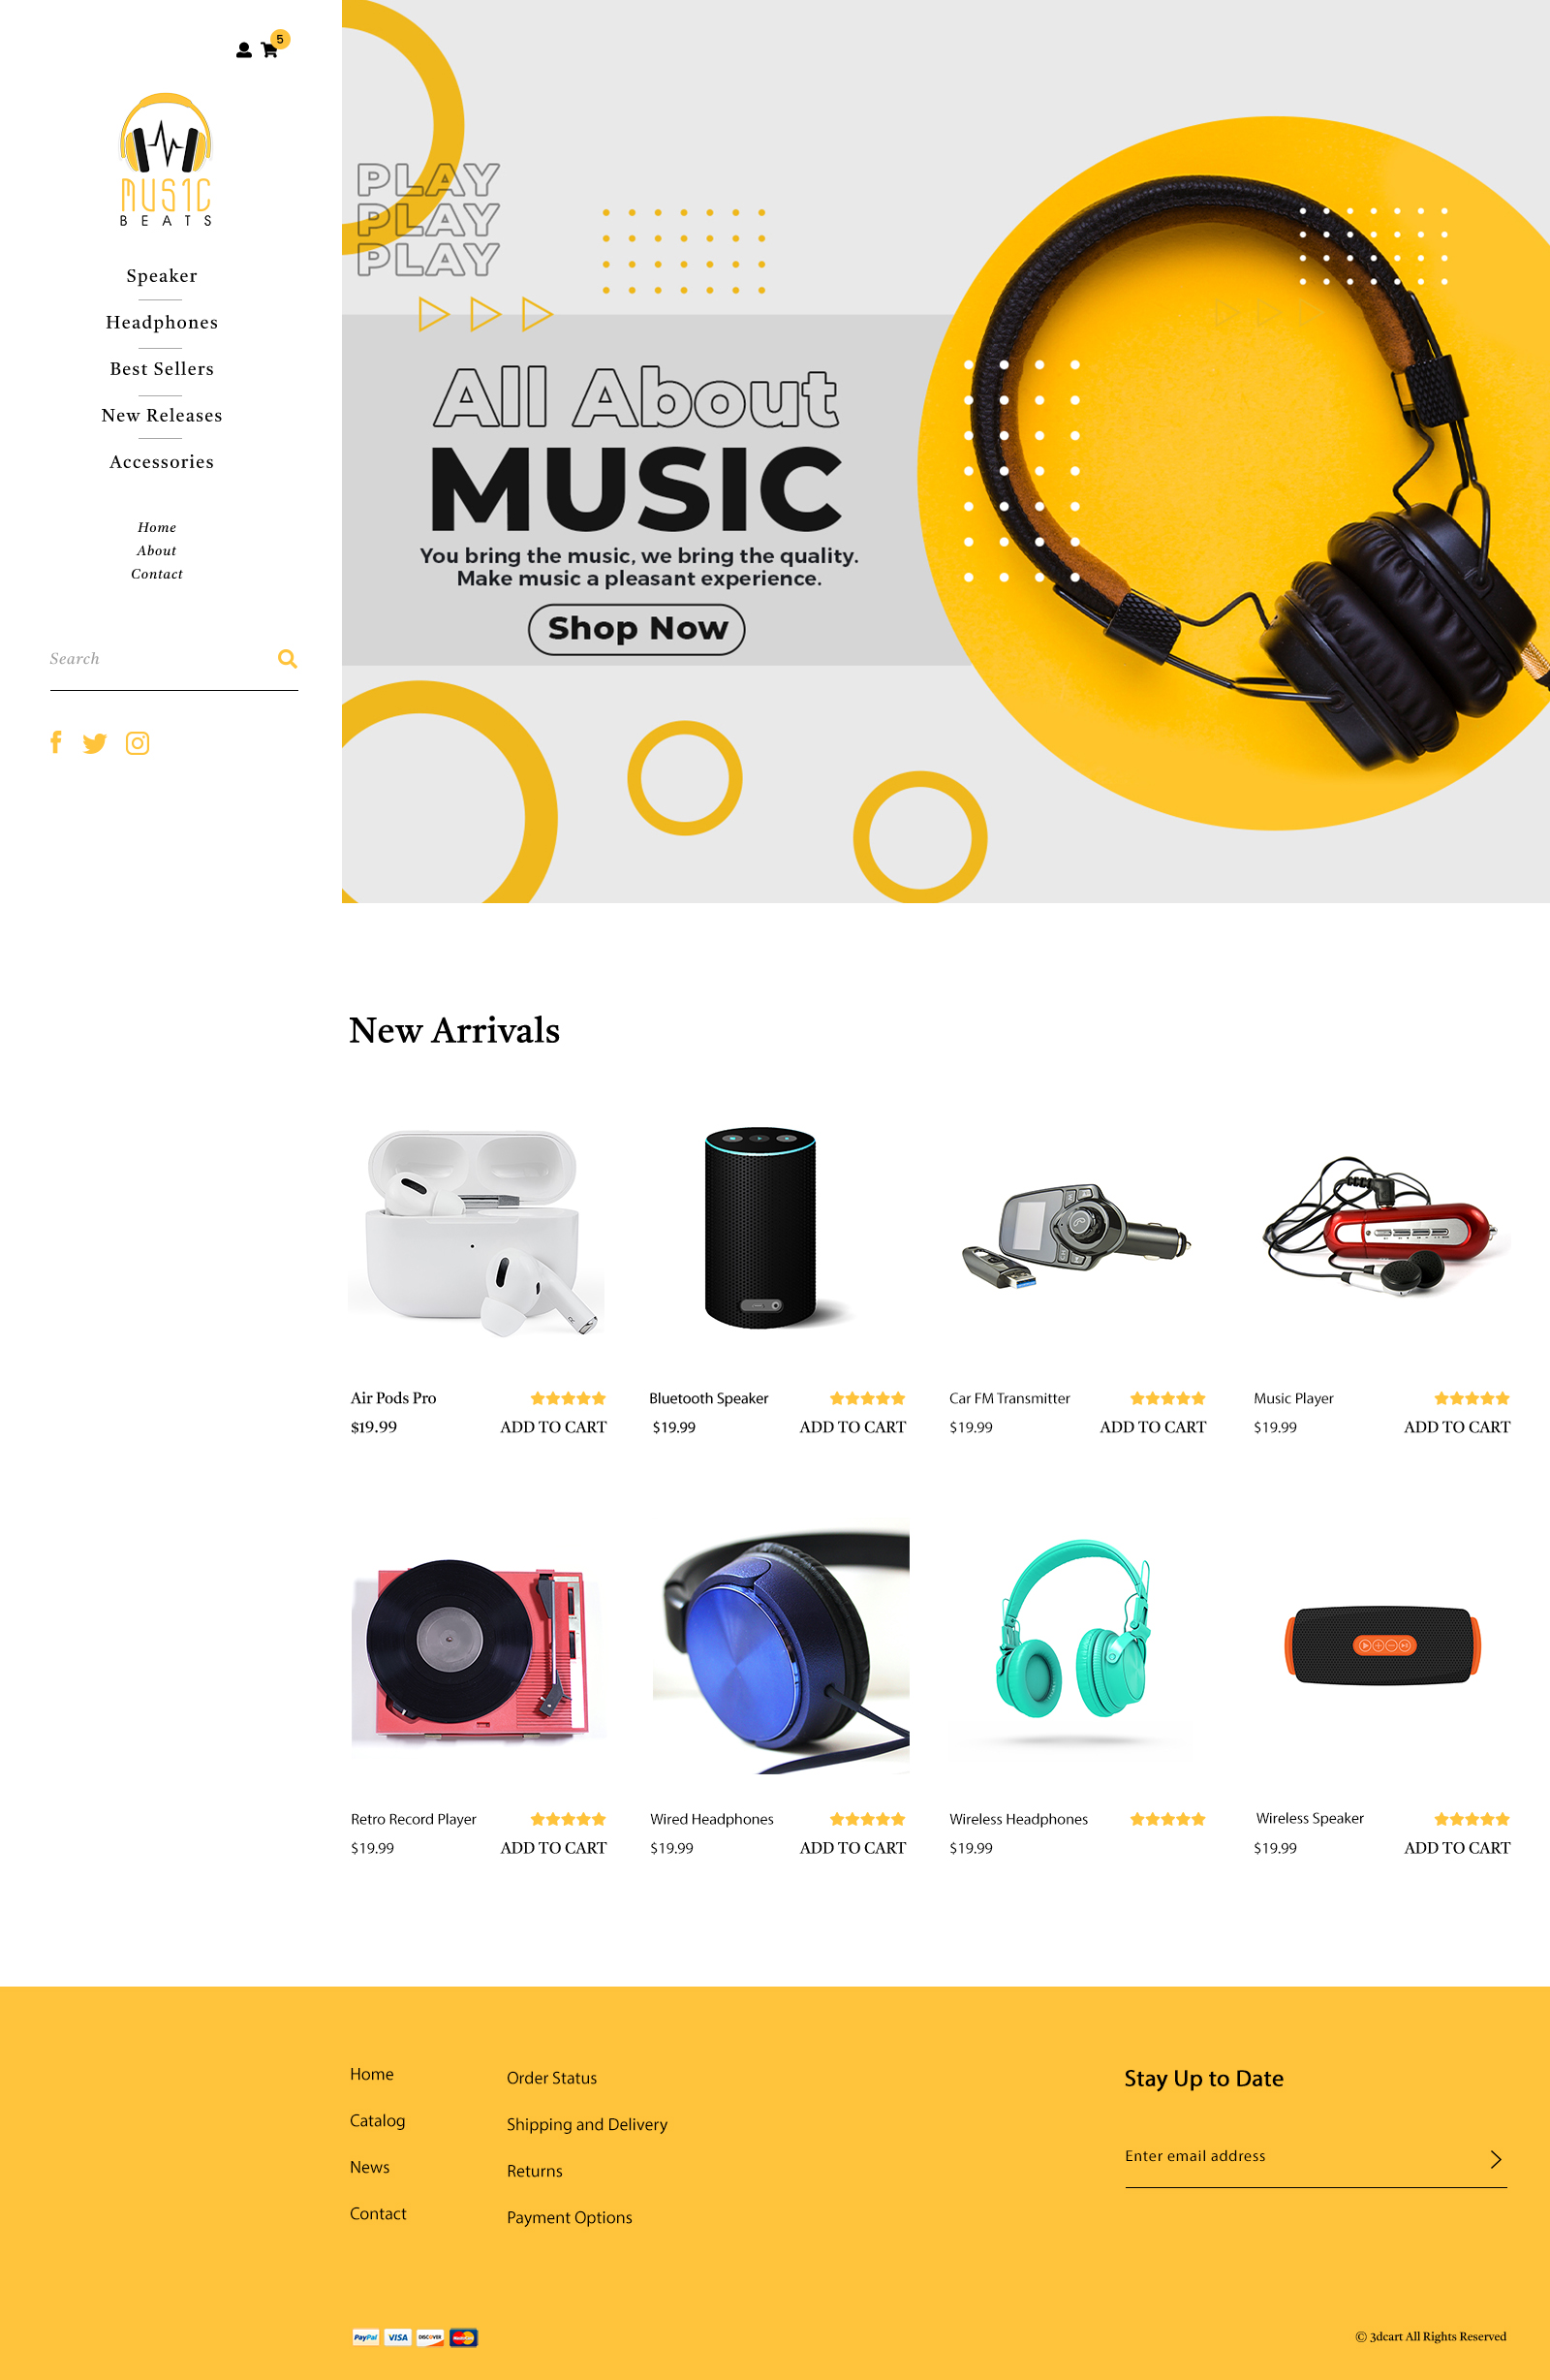 5
MUSIC
BEATS
Speaker
Headphones
Best Sellers
New Releases
Accessories
Home
About
Contact
Search
PLAY
PLAY
PLAY
All About
MUSIC
You bring the music, we bring the quality.
Make music a pleasant experience.
Shop Now
New Arrivals
Air Pods Pro
$19.99 ADD TO CART
Bluetooth Speaker
$19.99 ADD TO CART
Car FM Transmitter
$19.99 ADD TO CART
Music Player
$19.99 ADD TO CART
Retro Record Player
$19.99 ADD TO CART
Wired Headphones
$19.99 ADD TO CART
Wireless Headphones
$19.99
Wireless Speaker
$19.99 ADD TO CART
Home
Catalog
News
Contact
Order Status
Shipping and Delivery
Returns
Payment Options
Stay Up to Date
Enter email address
PayPal VISA DISCOVER MasterCard
© 3dcart All Rights Reserved